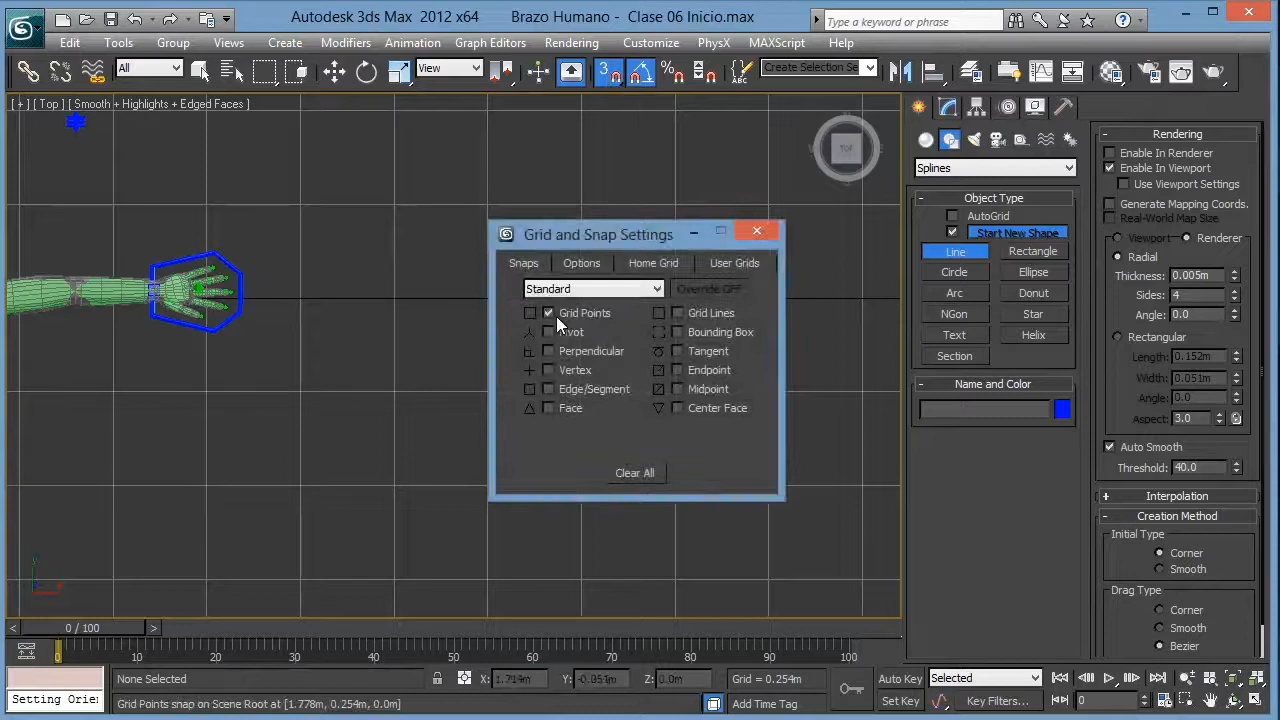 Autodesk 3ds Max 2012 x64
Brazo Humano - Clase 06 Inicio.max
Type a keyword or phrase
Edit Tools Group Views Create Modifiers Animation Graph Editors Rendering Customize PhysX MAXScript Help
All
View
3
Create Selection Se
[ + ] [ Top ] [ Smooth + Highlights + Edged Faces ]
TOP
Grid and Snap Settings
Snaps Options Home Grid User Grids
Standard
Override OFF
Grid Points Grid Lines
Pivot Bounding Box
Perpendicular Tangent
Vertex Endpoint
Edge/Segment Midpoint
Face Center Face
Clear All
Splines
- Object Type
AutoGrid
Start New Shape
Line Rectangle
Circle Ellipse
Arc Donut
NGon Star
Text Helix
Section
- Name and Color
- Rendering
Enable In Renderer
Enable In Viewport
Use Viewport Settings
Generate Mapping Coords.
Real-World Map Size
Viewport Renderer
Radial
Thickness: 0.005m
Sides: 4
Angle: 0.0
Rectangular
Length: 0.152m
Width: 0.051m
Angle: 0.0
Aspect: 3.0
Auto Smooth
Threshold: 40.0
+ Interpolation
- Creation Method
Initial Type
Corner
Smooth
Drag Type
Corner
Smooth
Bezier
< 0 / 100 >
0 10 20 30 40 50 60 70 80 90 100
None Selected
X: 1.714m Y: -0.051m Z: 0.0m
Grid = 0.254m
Auto Key
Selected
Setting Orie
Grid Points snap on scene Root at [1.778m, 0.254m, 0.0m]
Add Time Tag
Set Key
Key Filters...
0